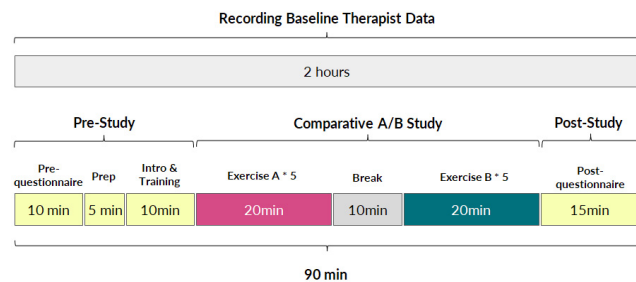 Recording Baseline Therapist Data
2 hours
Pre-Study
Comparative A/B Study
Post-Study
Pre-
questionnaire
Prep
Intro &
Training
Exercise A * 5
Break
Exercise B * 5
Post-
questionnaire
10 min
5 min
10min
20min
10min
20min
15min
90 min